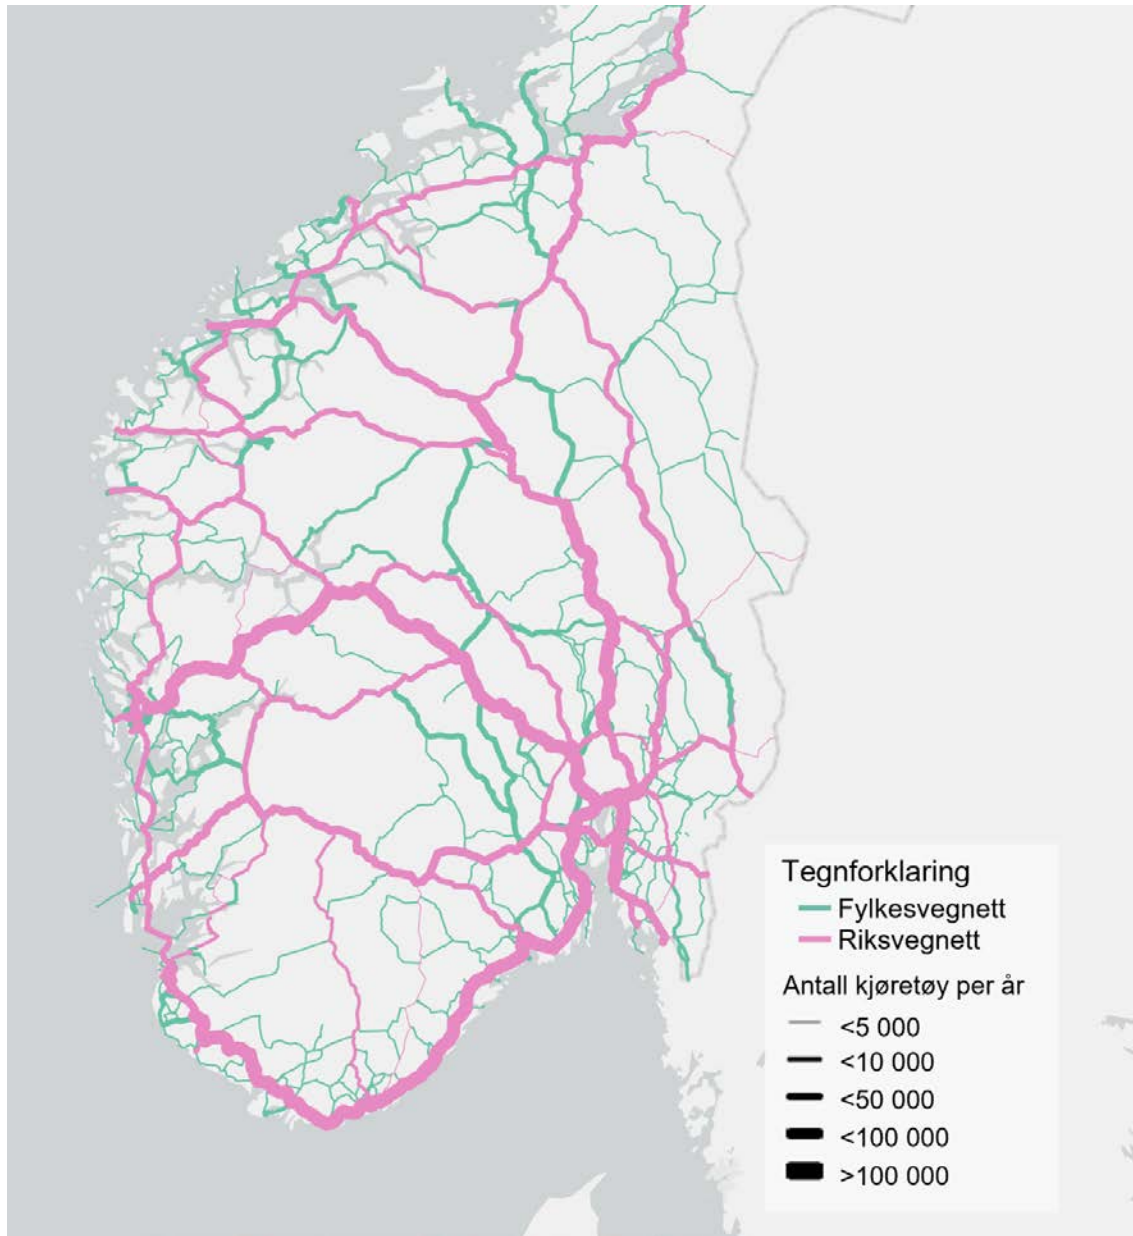 Tegnforklaring
Fylkesvegnett
Riksvegnett
Antall kjøretøy per år
<5 000
<10 000
<50 000
<100 000
>100 000